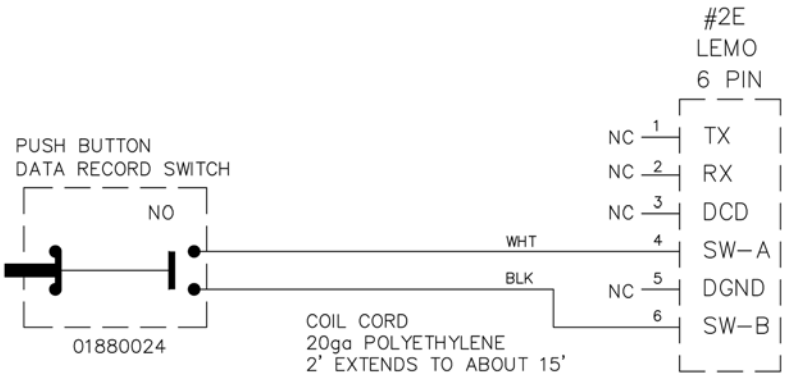 #2E
LEMO
6 PIN
PUSH BUTTON
DATA RECORD SWITCH
NO
01880024
WHT
BLK
COIL CORD
20ga POLYETHYLENE
2' EXTENDS TO ABOUT 15'
NC 1 TX
NC 2 RX
NC 3 DCD
4 SW-A
NC 5 DGND
6 SW-B